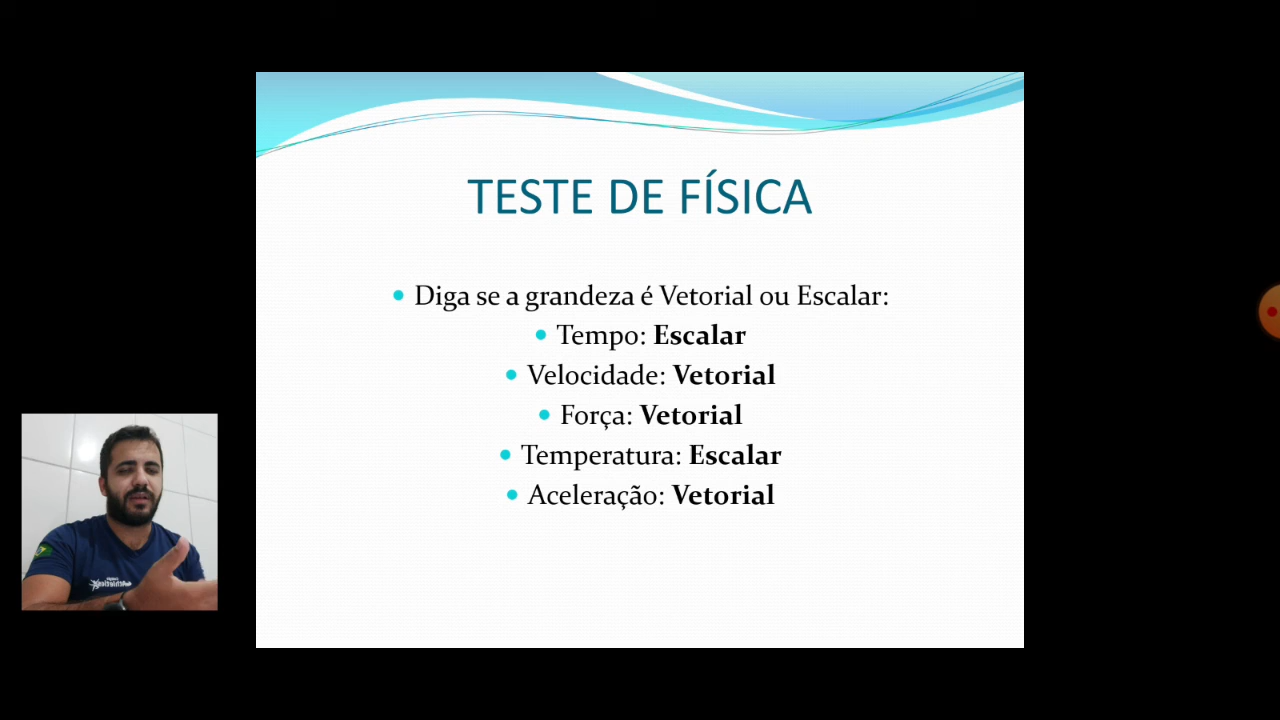 TESTE DE FÍSICA
Diga se a grandeza é Vetorial ou Escalar:
Tempo: Escalar
Velocidade: Vetorial
Força: Vetorial
Temperatura: Escalar
Aceleração: Vetorial